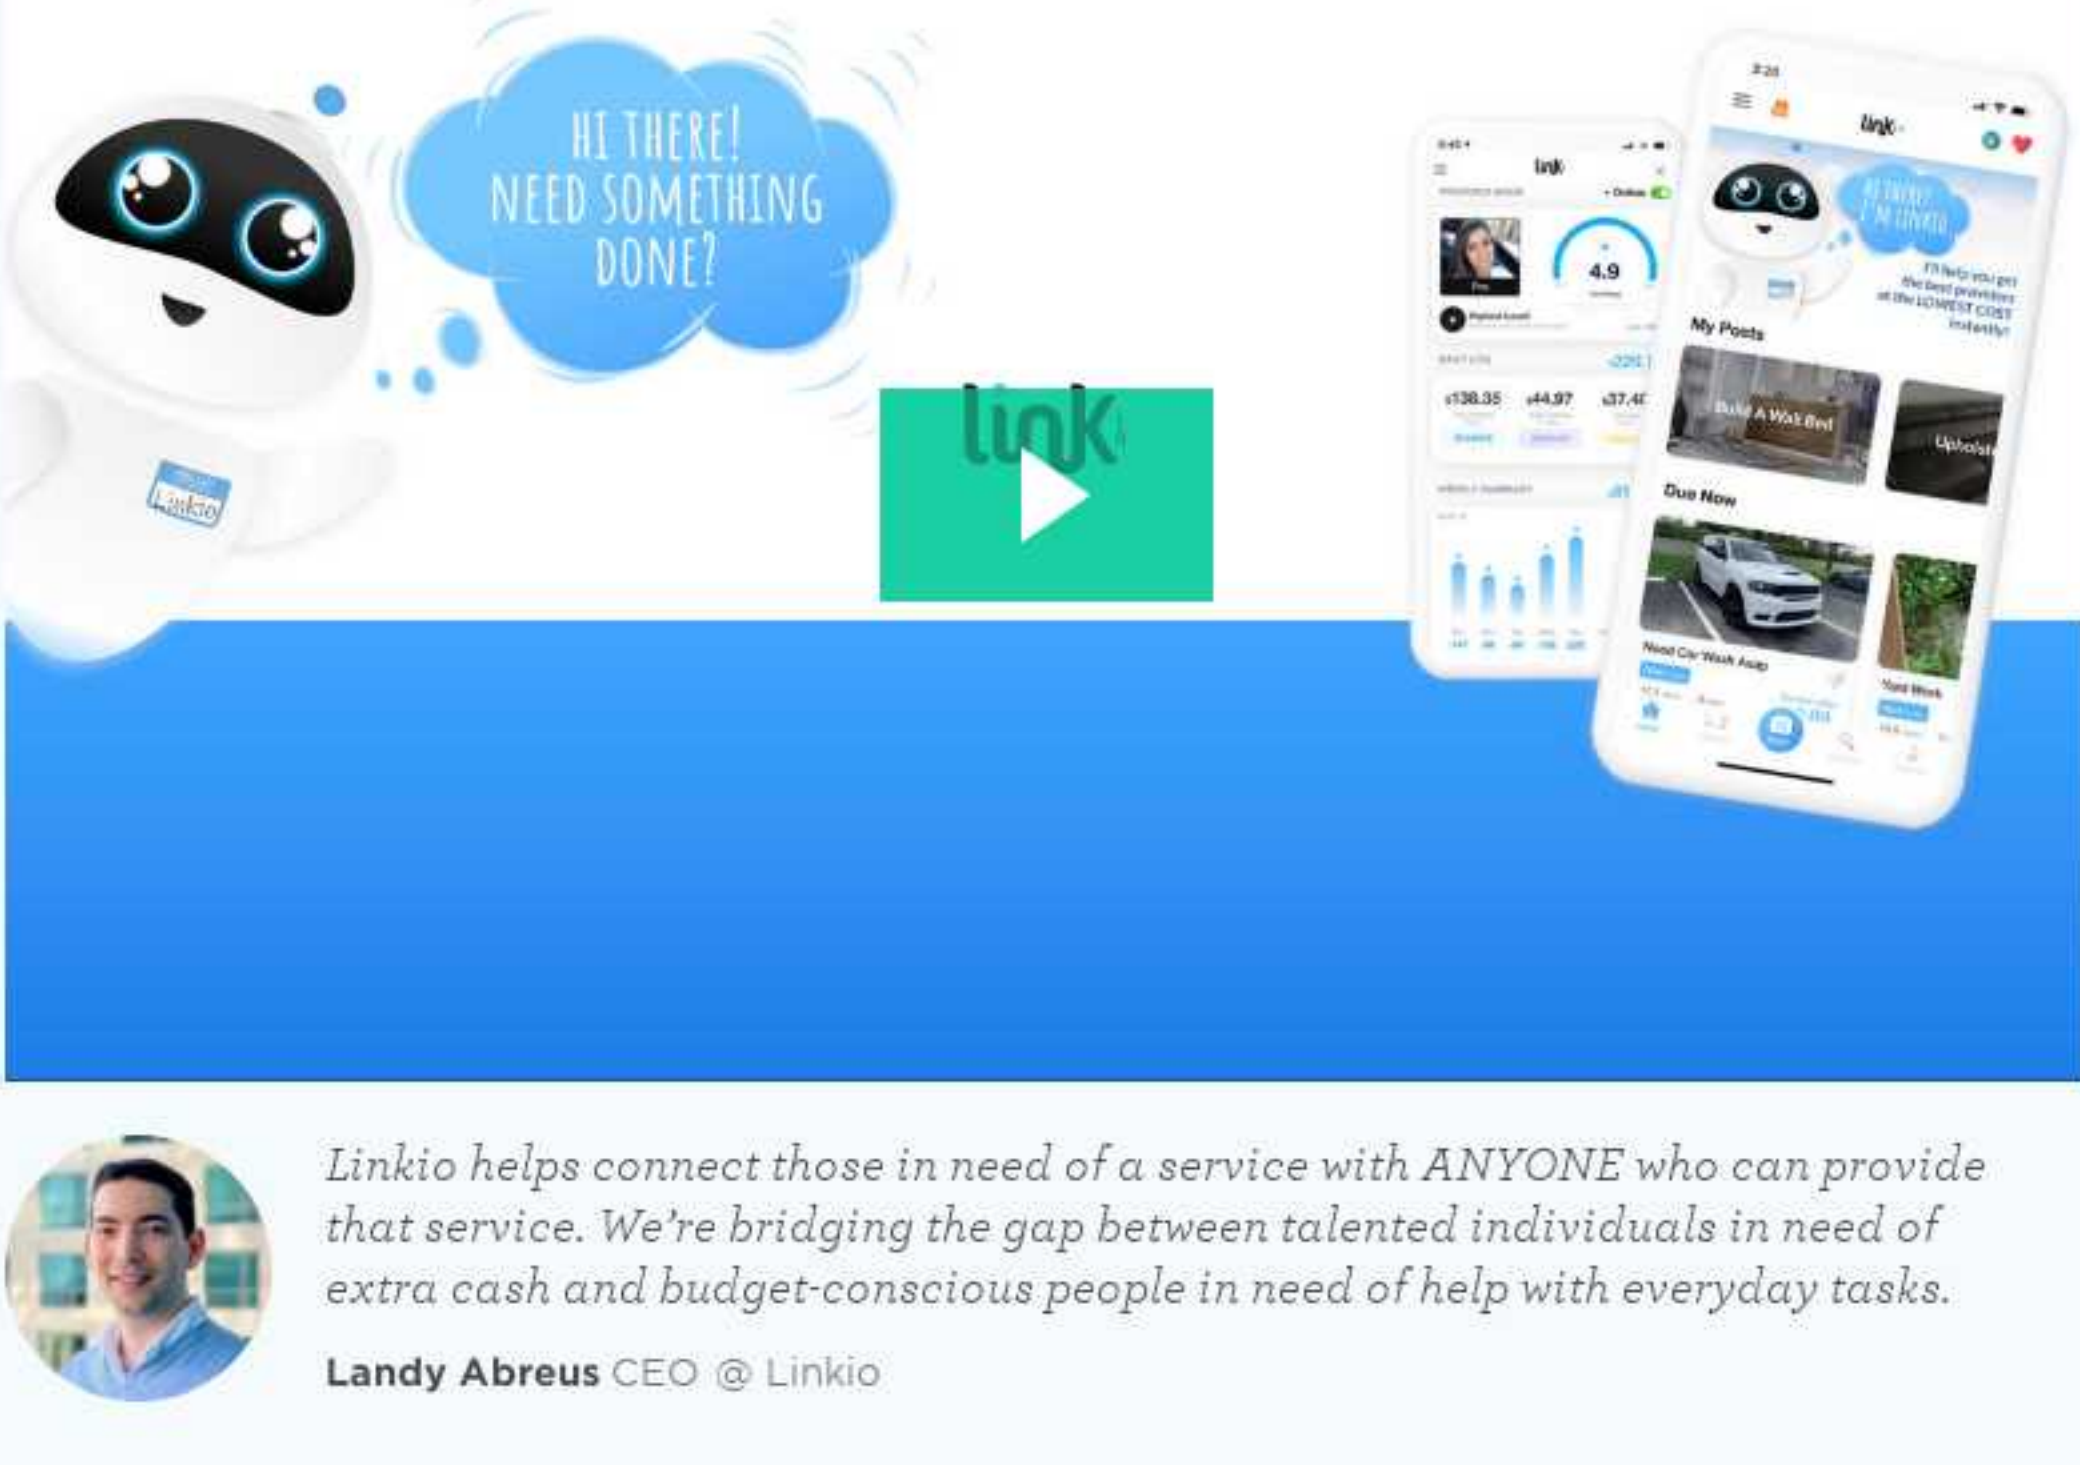 HI THERE!
NEED SOMETHING
DONE?
Linkio
link
link
4.9
$138.35 $44.97
link
HI THERE!
I'M LINKIO
I'll help you get
the best providers
at the LOWEST COST
instantly!
My Posts
Build A Wall Bed
Upholst
Due Now
Need Car Wash Asap
Yard Work
Linkio helps connect those in need of a service with ANYONE who can provide
that service. We're bridging the gap between talented individuals in need of
extra cash and budget-conscious people in need of help with everyday tasks.
Landy Abreus CEO @ Linkio